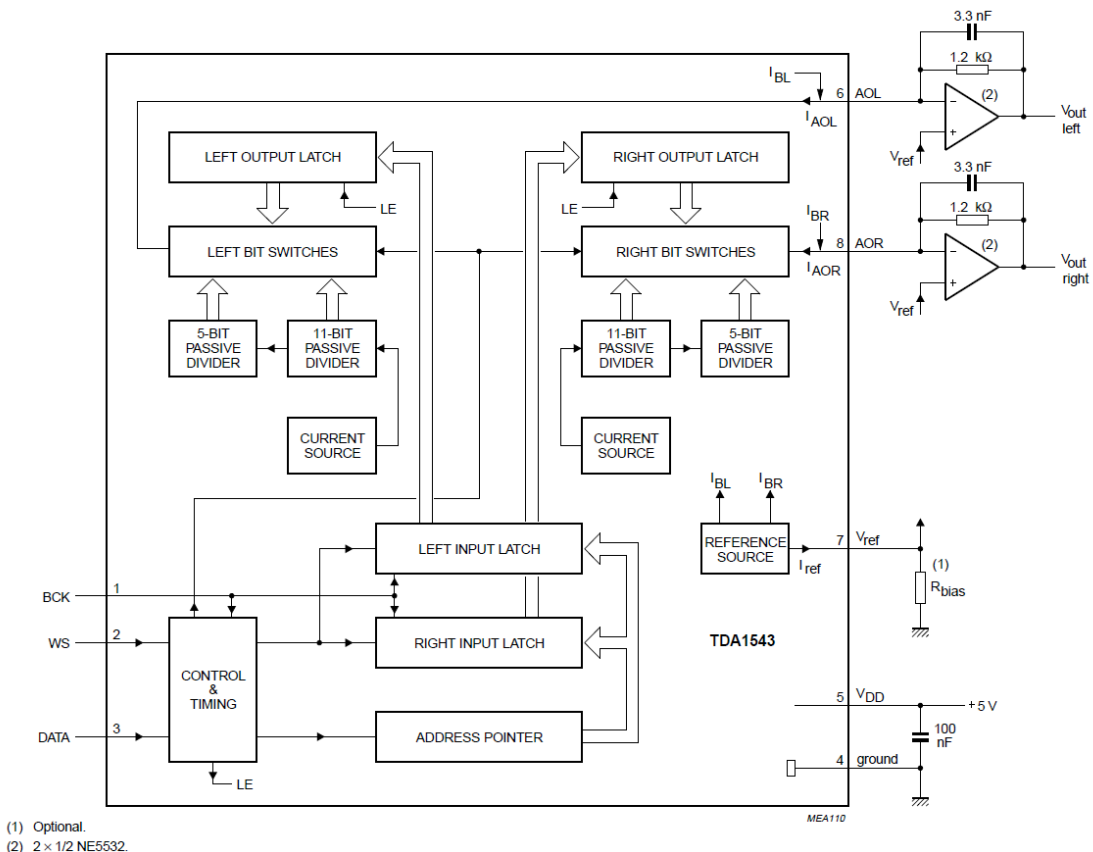 3.3 nF
1.2 kΩ
(2)
Vout
left
Vref
I BL
6
AOL
I AOL
LEFT OUTPUT LATCH
RIGHT OUTPUT LATCH
LE
LE
3.3 nF
1.2 kΩ
(2)
Vout
right
Vref
I BR
8
AOR
I AOR
LEFT BIT SWITCHES
RIGHT BIT SWITCHES
5-BIT
PASSIVE
DIVIDER
11-BIT
PASSIVE
DIVIDER
11-BIT
PASSIVE
DIVIDER
5-BIT
PASSIVE
DIVIDER
CURRENT
SOURCE
CURRENT
SOURCE
I BL
I BR
REFERENCE
SOURCE
I ref
7
Vref
(1)
Rbias
LEFT INPUT LATCH
BCK
1
WS
2
RIGHT INPUT LATCH
TDA1543
CONTROL
&
TIMING
DATA
3
ADDRESS POINTER
LE
5
VDD
+ 5 V
100
nF
4
ground
MEA110
(1) Optional.
(2) 2 × 1/2 NE5532.